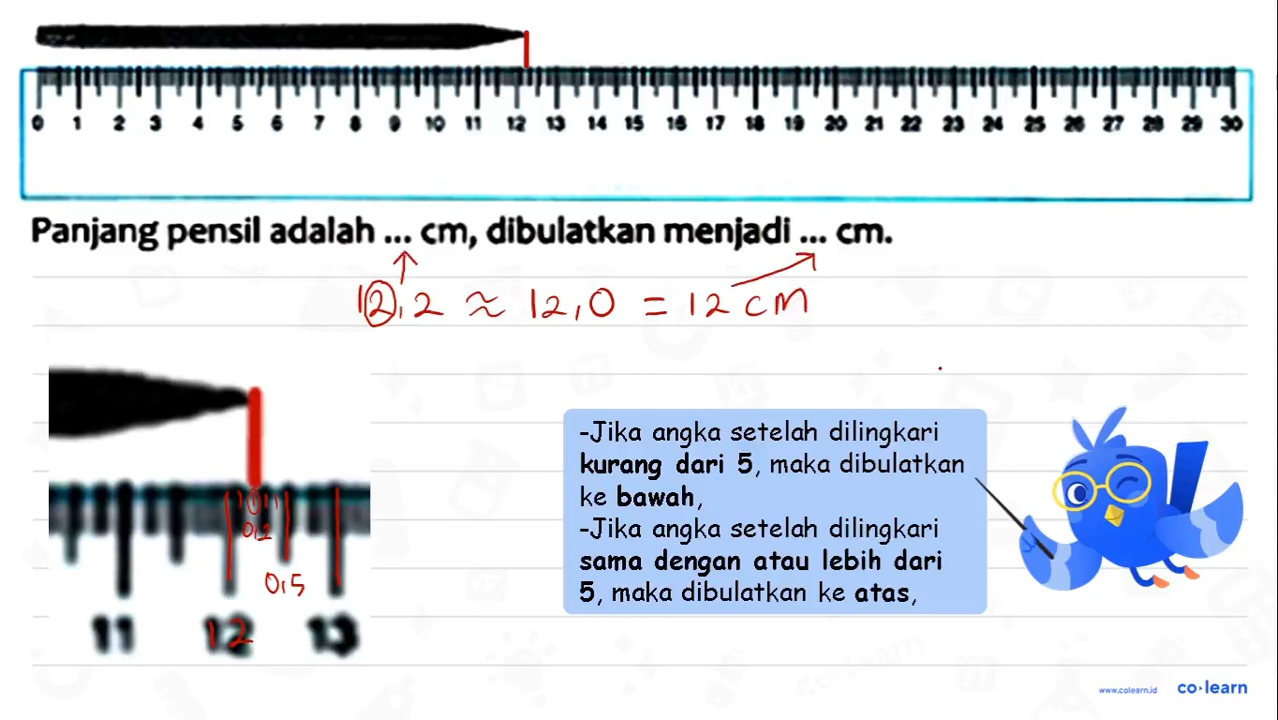 0 1 2 3 4 5 6 7 8 9 10 11 12 13 14 15 16 17 18 19 20 21 22 23 24 25 26 27 28 29 30
Panjang pensil adalah ... cm, dibulatkan menjadi ... cm.
12,2 ≈ 12,0 = 12 cm
0,2
0,5
11 12 13
-Jika angka setelah dilingkari
kurang dari 5, maka dibulatkan
ke bawah,
-Jika angka setelah dilingkari
sama dengan atau lebih dari
5, maka dibulatkan ke atas,
www.colearn.id co learn